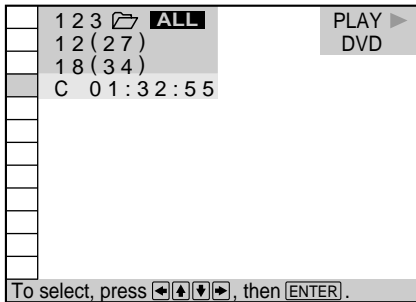 123 ALL
PLAY
12(27)
DVD
18(34)
C 01:32:55
To select, press , then ENTER .